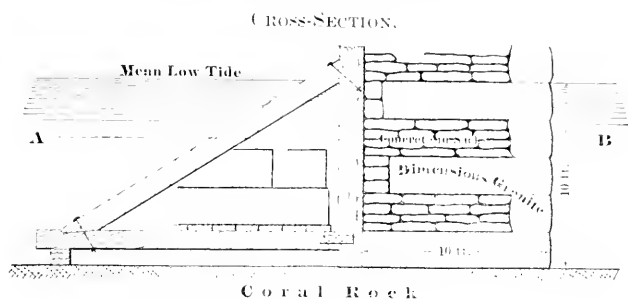 CROSS-SECTION.
Mean Low Tide
A
B
Dimensions Granite
10 ft.
10 ft.
Coral Rock